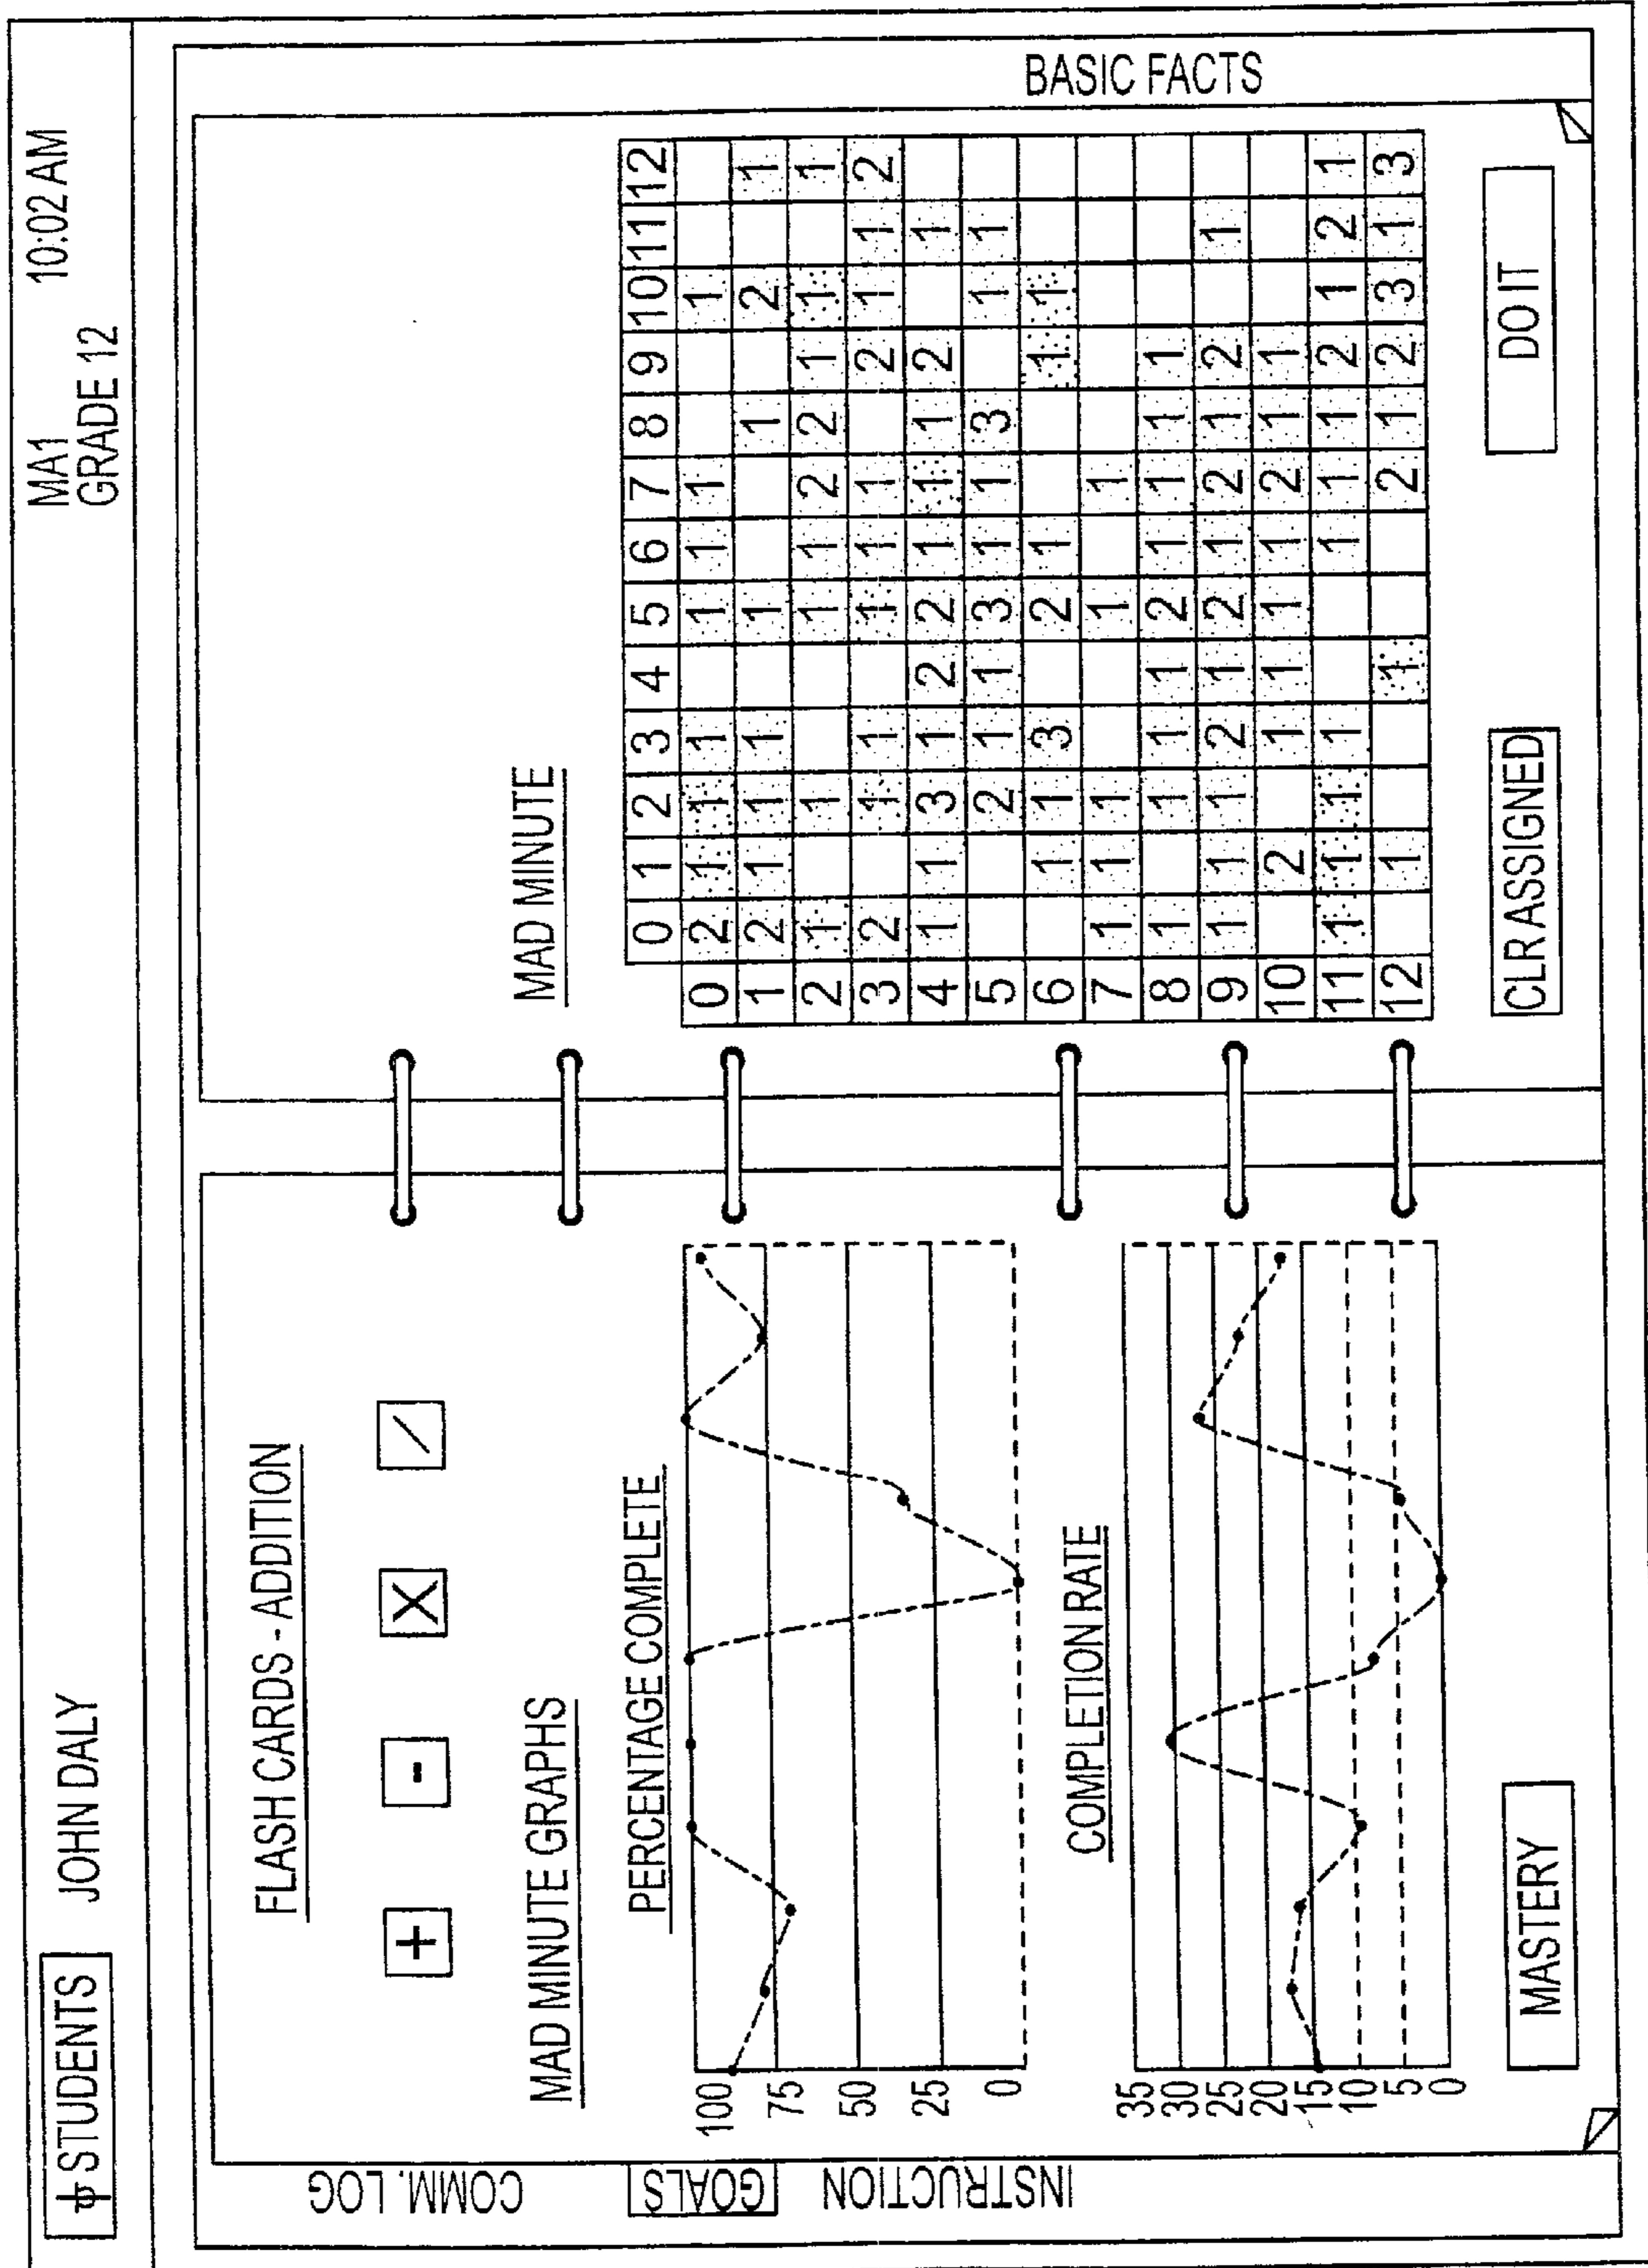 STUDENTS JOHN DALY MA1 10:02 AM
GRADE 12
COMM. LOG
GOALS
INSTRUCTION
FLASH CARDS - ADDITION
+ - X /
MAD MINUTE GRAPHS
PERCENTAGE COMPLETE
100
75
50
25
0
COMPLETION RATE
35
30
25
20
15
10
5
0
MASTERY
MAD MINUTE
0 1 2 3 4 5 6 7 8 9 10 11 12
0 2 1 1 1 1 1 1 1
1 2 1 1 1 1 1 2 1
2 1 1 1 1 2 2 1 1 1
3 2 1 1 1 1 1 2 1 1 2
4 1 1 3 1 2 2 1 1 1 2 1
5 2 1 1 3 1 1 3 1 1
6 1 1 3 2 1 1 1
7 1 1 1 1 1
8 1 1 1 1 2 1 1 1 1
9 1 1 1 2 1 2 1 2 1 2 1
10 2 1 1 1 1 2 1 1
11 1 1 1 1 1 1 1 2 1 2 1
12 1 1 2 1 2 3 1 3
CLR ASSIGNED DO IT
BASIC FACTS